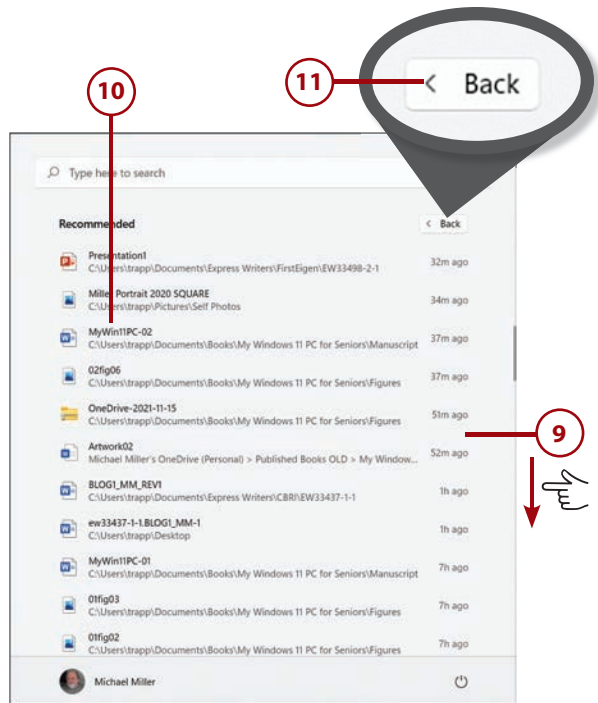 11
< Back
10
Type here to search
Recommended
< Back
Presentation1
C:\Users\trapp\Documents\Express Writers\FirstEigen\EW33498-2-1
32m ago
Miller Portrait 2020 SQUARE
C:\Users\trapp\Pictures\Self Photos
34m ago
MyWin11PC-02
C:\Users\trapp\Documents\Books\My Windows 11 PC for Seniors\Manuscript
37m ago
02fig06
C:\Users\trapp\Documents\Books\My Windows 11 PC for Seniors\Figures
37m ago
OneDrive-2021-11-15
C:\Users\trapp\Documents\Books\My Windows 11 PC for Seniors\Figures
51m ago
9
Artwork02
Michael Miller's OneDrive (Personal) > Published Books OLD > My Window...
52m ago
BLOG1_MM_REV1
C:\Users\trapp\Documents\Express Writers\CBRI\EW33437-1-1
1h ago
ew33437-1-1.BLOG1_MM-1
C:\Users\trapp\Desktop
1h ago
MyWin11PC-01
C:\Users\trapp\Documents\Books\My Windows 11 PC for Seniors\Manuscript
7h ago
01fig03
C:\Users\trapp\Documents\Books\My Windows 11 PC for Seniors\Figures
7h ago
01fig02
C:\Users\trapp\Documents\Books\My Windows 11 PC for Seniors\Figures
7h ago
Michael Miller